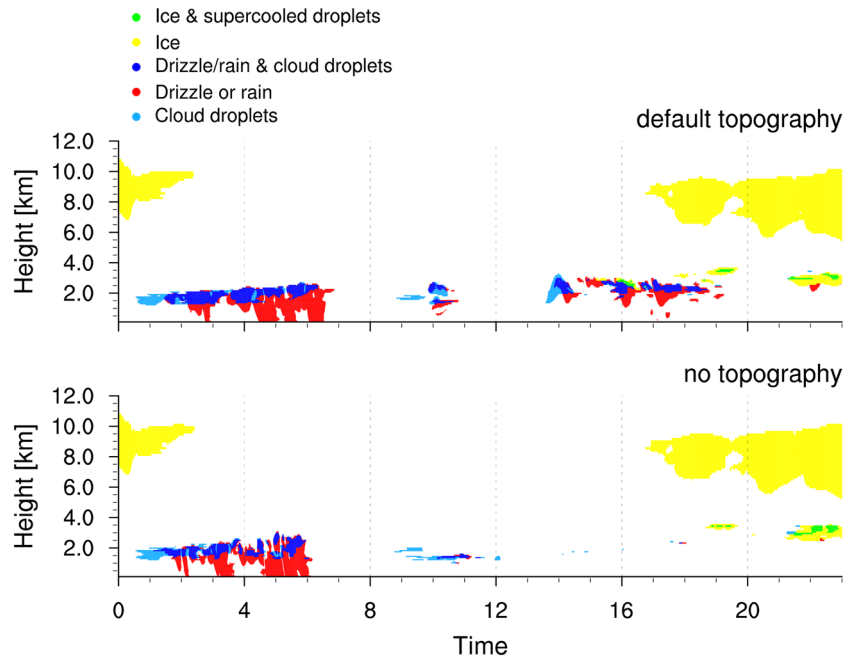 Ice & supercooled droplets
Ice
Drizzle/rain & cloud droplets
Drizzle or rain
Cloud droplets
default topography
12.0
10.0
8.0
6.0
4.0
2.0
Height [km]
no topography
12.0
10.0
8.0
6.0
4.0
2.0
Height [km]
0 4 8 12 16 20
Time